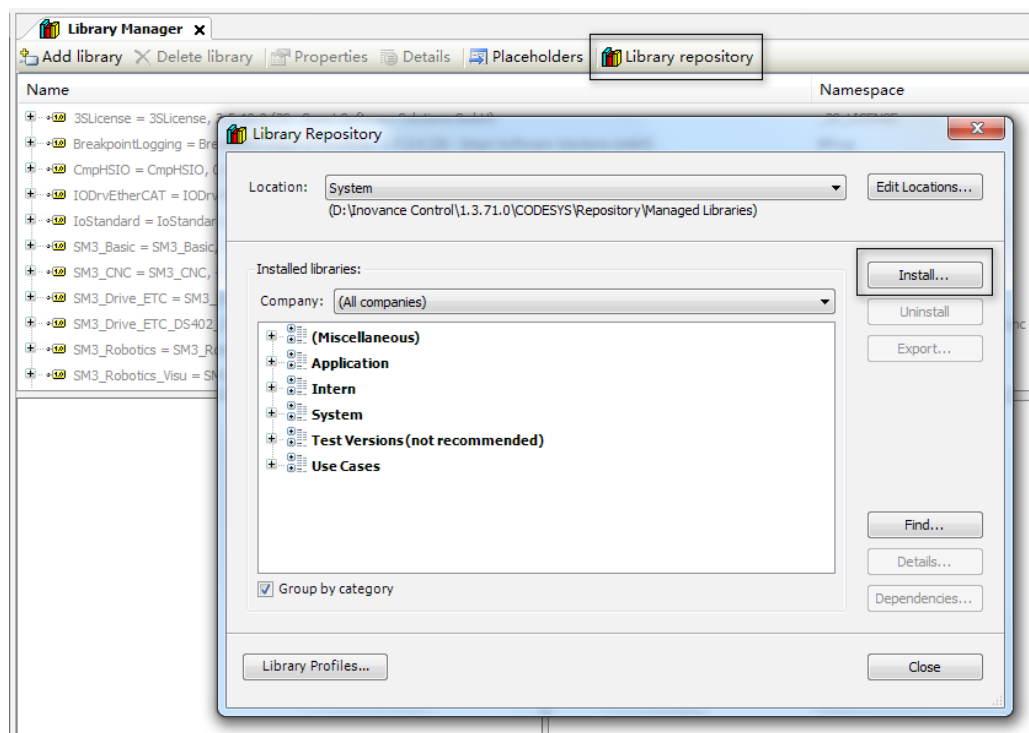 Library Manager x
Add library Delete library Properties Details Placeholders Library repository
Name Namespace
3SLicense = 3SLicense,
BreakpointLogging = Bre
CmpHSIO = CmpHSIO,
IODrvEtherCAT = IODrv
IoStandard = IoStandar
SM3_Basic = SM3_Basic,
SM3_CNC = SM3_CNC,
SM3_Drive_ETC = SM3_
SM3_Drive_ETC_DS402_
SM3_Robotics = SM3_Ro
SM3_Robotics_Visu = SM
Library Repository
Location: System Edit Locations...
(D:\Inovance Control\1.3.71.0\CODESYS\Repository\Managed Libraries)
Installed libraries:
Install...
Company: (All companies)
Uninstall
(Miscellaneous)
Export...
Application
Intern
System
Test Versions(not recommended)
Use Cases
Find...
Details...
Group by category
Dependencies...
Library Profiles... Close